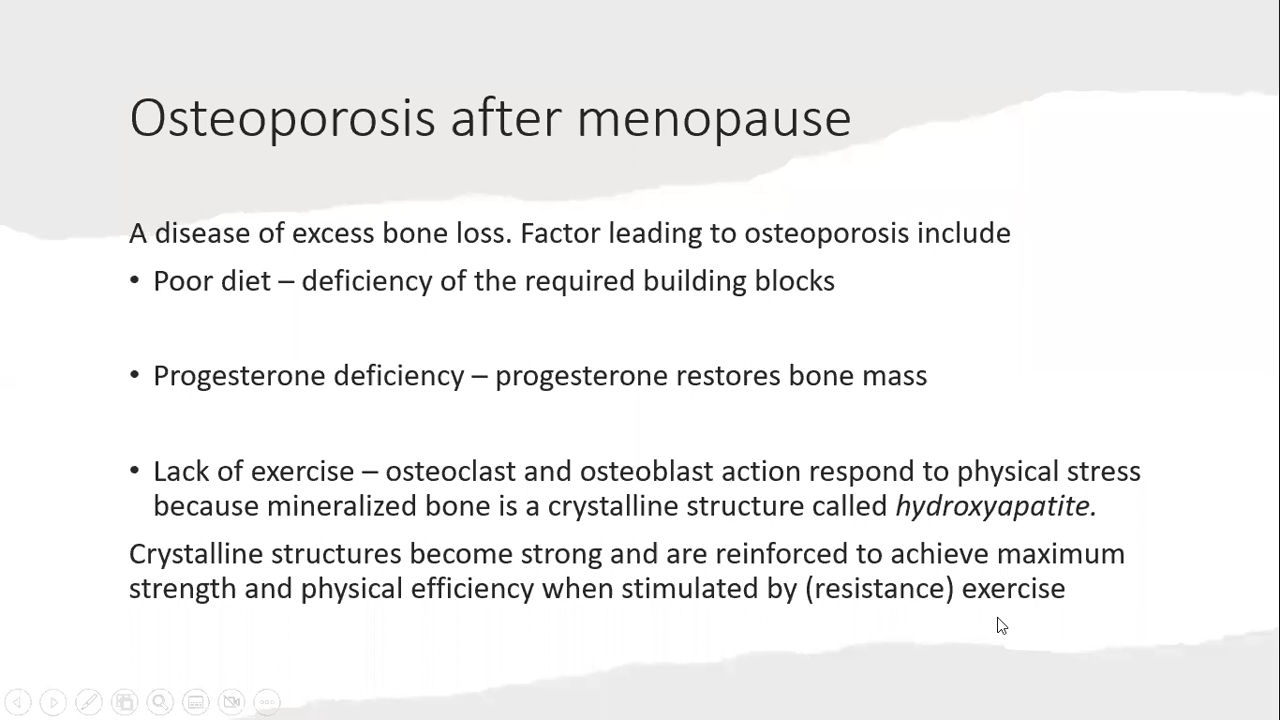 Osteoporosis after menopause
A disease of excess bone loss. Factor leading to osteoporosis include
• Poor diet – deficiency of the required building blocks
• Progesterone deficiency – progesterone restores bone mass
• Lack of exercise – osteoclast and osteoblast action respond to physical stress
because mineralized bone is a crystalline structure called hydroxyapatite.
Crystalline structures become strong and are reinforced to achieve maximum
strength and physical efficiency when stimulated by (resistance) exercise